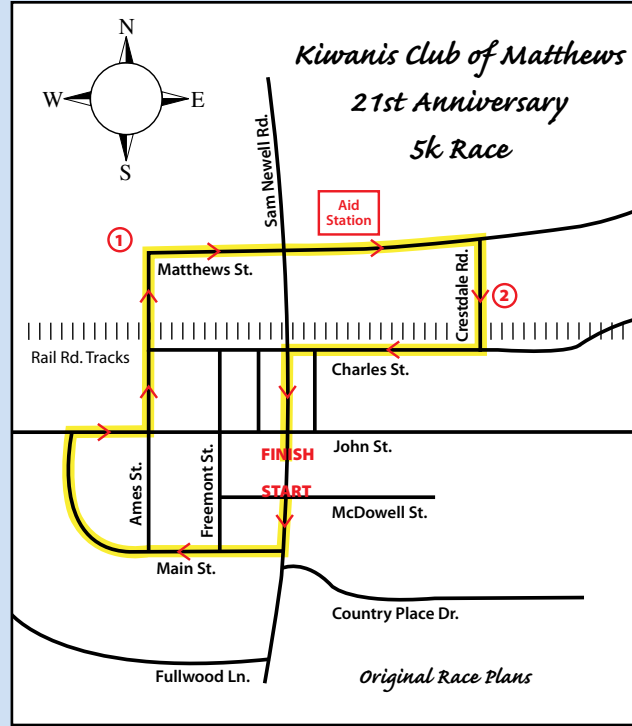 N
W
E
S
Kiwanis Club of Matthews
21st Anniversary
5k Race
Sam Newell Rd.
Aid
Station
1
Matthews St.
Crestdale Rd.
2
Rail Rd. Tracks
Charles St.
FINISH
John St.
Ames St.
Freemont St.
START
McDowell St.
Main St.
Country Place Dr.
Fullwood Ln.
Original Race Plans